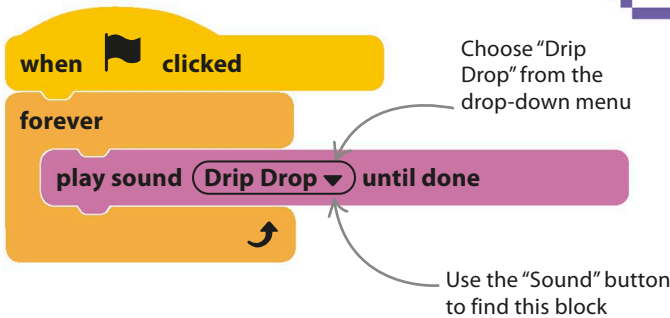 when clicked
Choose “Drip
Drop” from the
drop-down menu
forever
play sound Drip Drop until done
Use the “Sound” button
to find this block